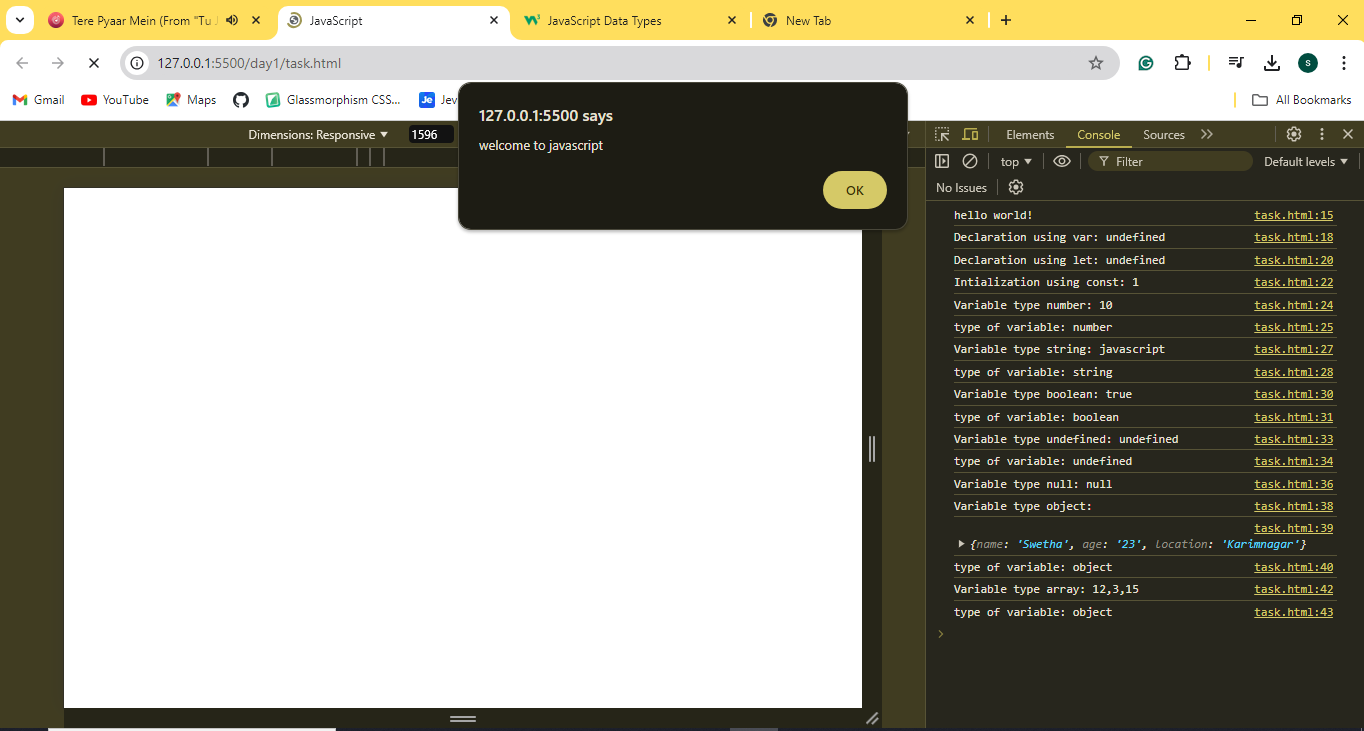 Tere Pyaar Mein (From "Tu J
JavaScript
JavaScript Data Types
New Tab
127.0.0.1:5500/day1/task.html
S
Gmail
YouTube
Maps
Glassmorphism CSS...
Je
Jev
All Bookmarks
127.0.0.1:5500 says
welcome to javascript
OK
Dimensions: Responsive
1596
Elements
Console
Sources
top
Filter
Default levels
No Issues
hello world! task.html:15
Declaration using var: undefined task.html:18
Declaration using let: undefined task.html:20
Intialization using const: 1 task.html:22
Variable type number: 10 task.html:24
type of variable: number task.html:25
Variable type string: javascript task.html:27
type of variable: string task.html:28
Variable type boolean: true task.html:30
type of variable: boolean task.html:31
Variable type undefined: undefined task.html:33
type of variable: undefined task.html:34
Variable type null: null task.html:36
Variable type object: task.html:38
task.html:39
{name: 'Swetha', age: '23', location: 'Karimnagar'}
type of variable: object task.html:40
Variable type array: 12,3,15 task.html:42
type of variable: object task.html:43